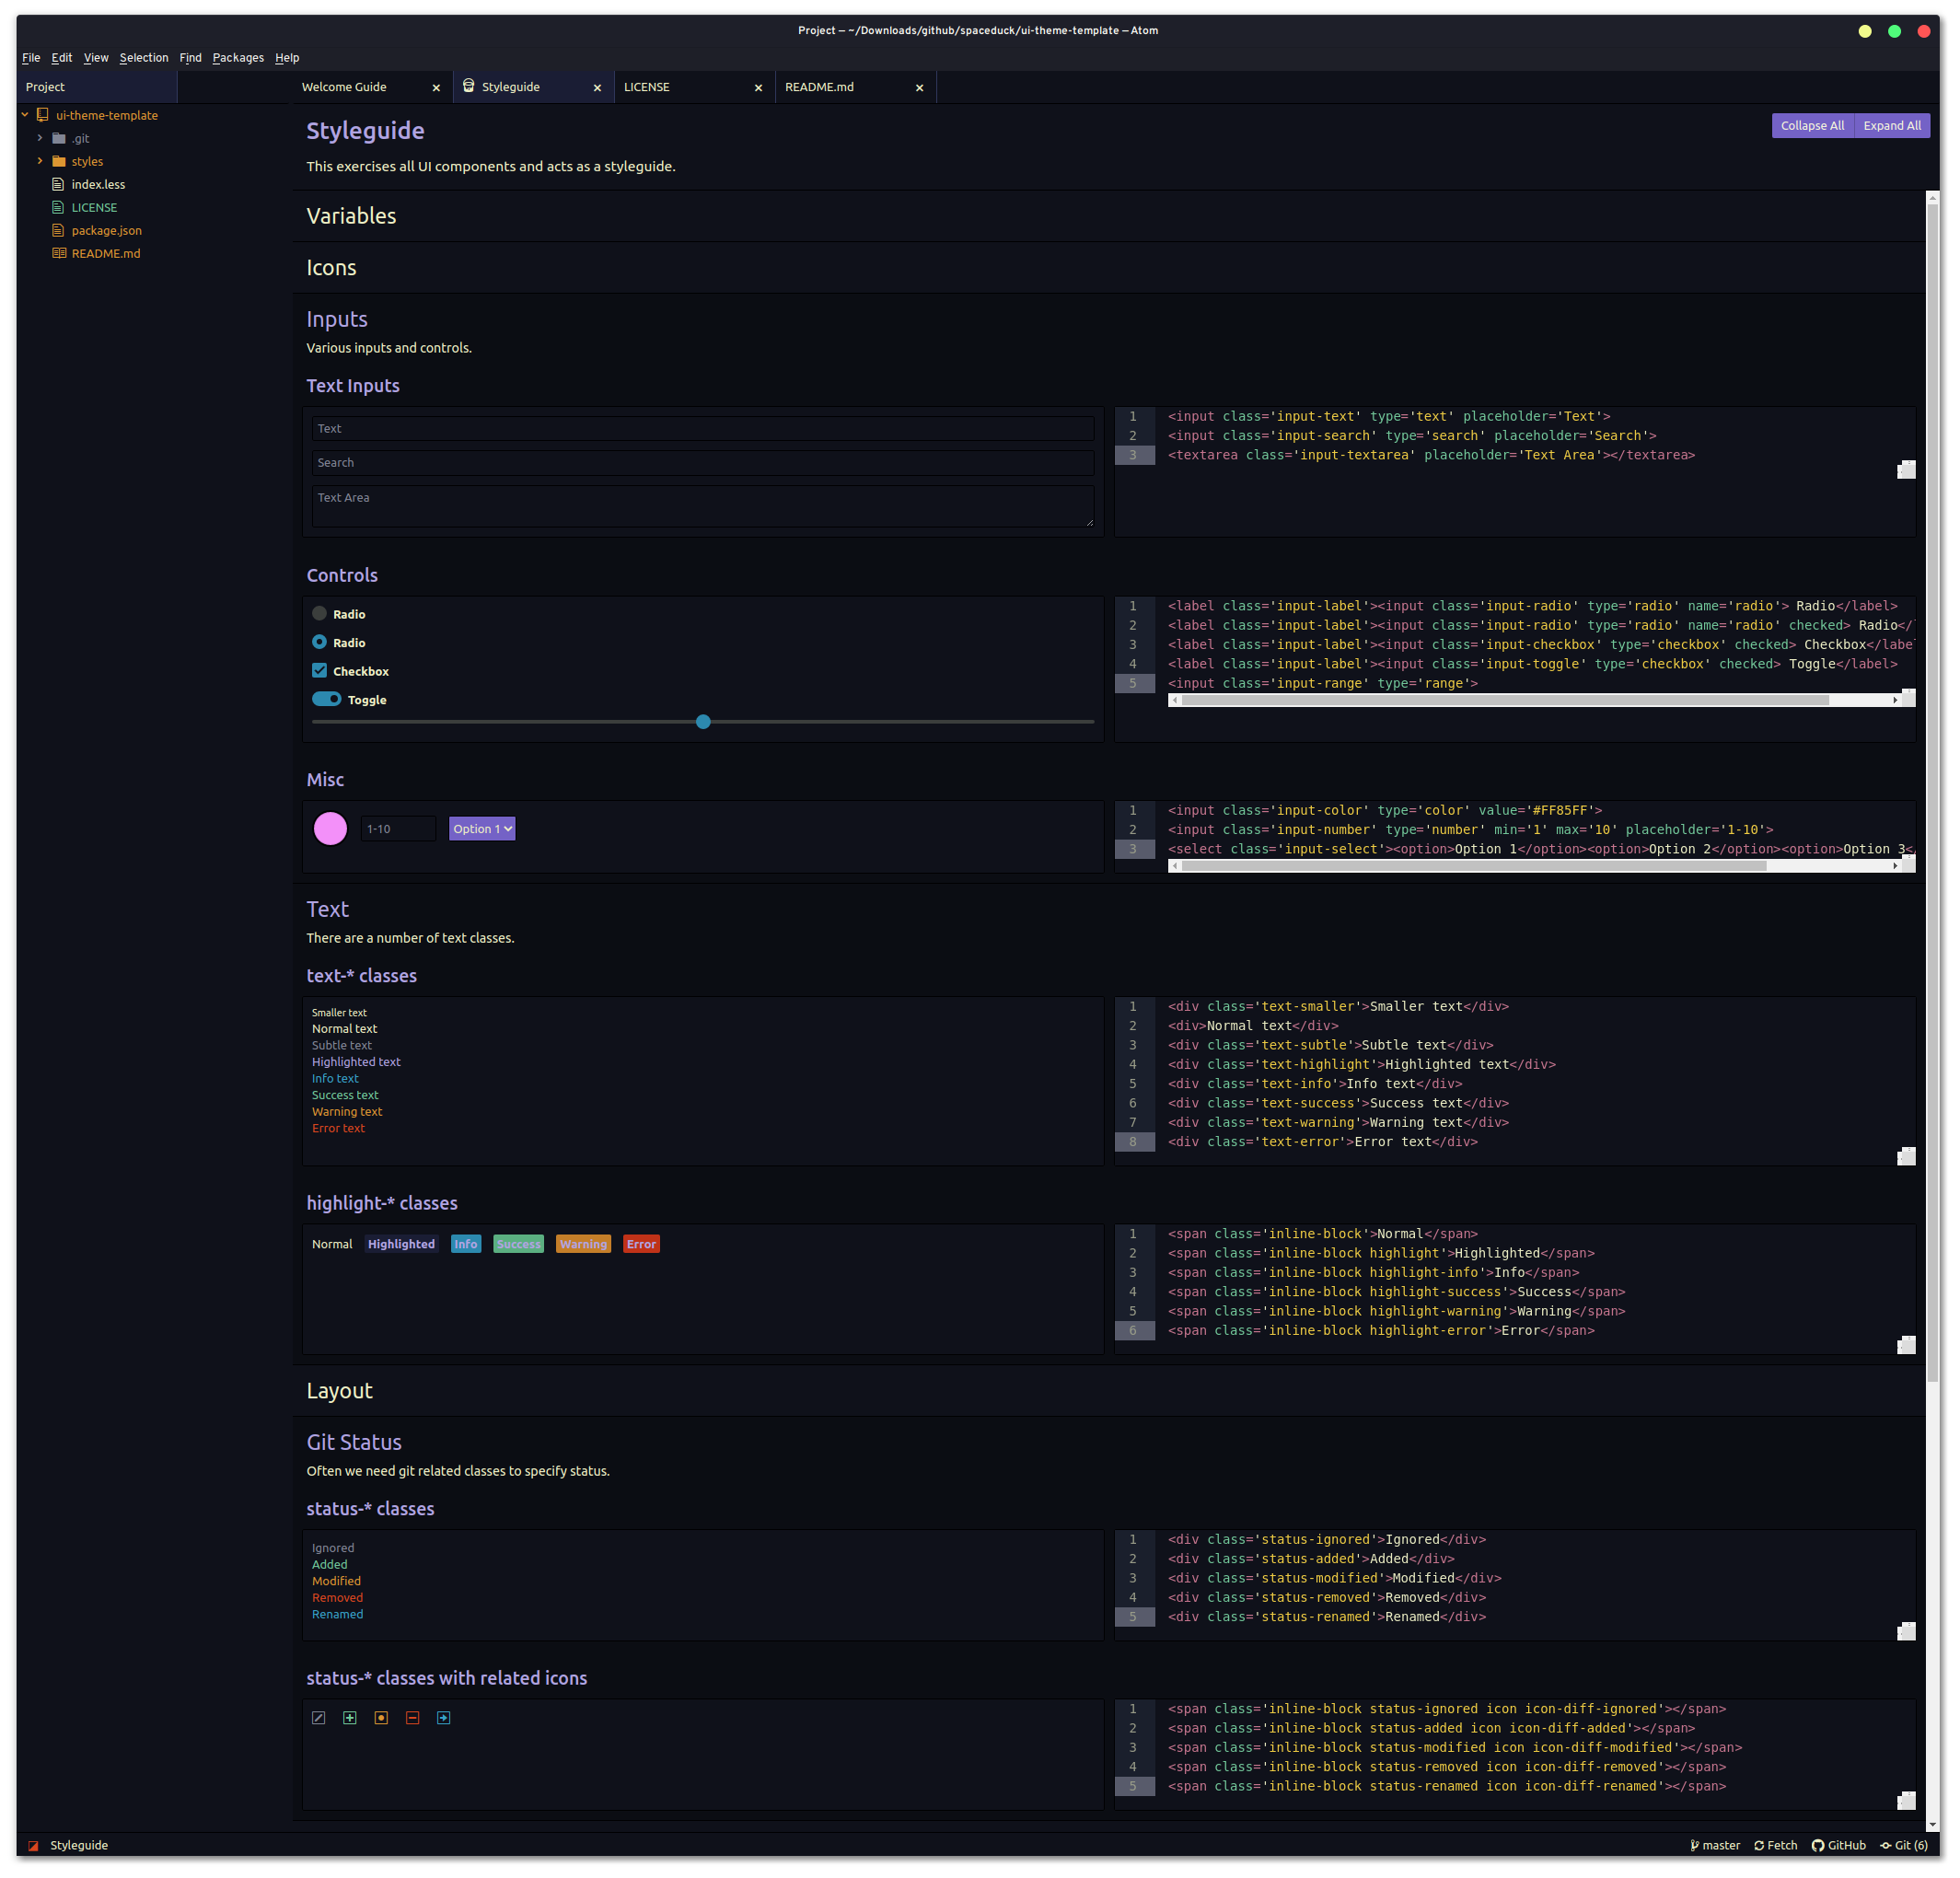 Project — ~/Downloads/github/spaceduck/ui-theme-template — Atom
File Edit View Selection Find Packages Help
Project
ui-theme-template
.git
styles
index.less
LICENSE
package.json
README.md
Welcome Guide
Styleguide
LICENSE
README.md
Styleguide
Collapse All Expand All
This exercises all UI components and acts as a styleguide.
Variables
Icons
Inputs
Various inputs and controls.
Text Inputs
Text
Search
Text Area
1 <input class='input-text' type='text' placeholder='Text'>
2 <input class='input-search' type='search' placeholder='Search'>
3 <textarea class='input-textarea' placeholder='Text Area'></textarea>
Controls
Radio
Radio
Checkbox
Toggle
1 <label class='input-label'><input class='input-radio' type='radio' name='radio'> Radio</label>
2 <label class='input-label'><input class='input-radio' type='radio' name='radio' checked> Radio</
3 <label class='input-label'><input class='input-checkbox' type='checkbox' checked> Checkbox</labe
4 <label class='input-label'><input class='input-toggle' type='checkbox' checked> Toggle</label>
5 <input class='input-range' type='range'>
Misc
1-10
Option 1
1 <input class='input-color' type='color' value='#FF85FF'>
2 <input class='input-number' type='number' min='1' max='10' placeholder='1-10'>
3 <select class='input-select'><option>Option 1</option><option>Option 2</option><option>Option 3</
Text
There are a number of text classes.
text-* classes
Smaller text
Normal text
Subtle text
Highlighted text
Info text
Success text
Warning text
Error text
1 <div class='text-smaller'>Smaller text</div>
2 <div>Normal text</div>
3 <div class='text-subtle'>Subtle text</div>
4 <div class='text-highlight'>Highlighted text</div>
5 <div class='text-info'>Info text</div>
6 <div class='text-success'>Success text</div>
7 <div class='text-warning'>Warning text</div>
8 <div class='text-error'>Error text</div>
highlight-* classes
Normal Highlighted Info Success Warning Error
1 <span class='inline-block'>Normal</span>
2 <span class='inline-block highlight'>Highlighted</span>
3 <span class='inline-block highlight-info'>Info</span>
4 <span class='inline-block highlight-success'>Success</span>
5 <span class='inline-block highlight-warning'>Warning</span>
6 <span class='inline-block highlight-error'>Error</span>
Layout
Git Status
Often we need git related classes to specify status.
status-* classes
Ignored
Added
Modified
Removed
Renamed
1 <div class='status-ignored'>Ignored</div>
2 <div class='status-added'>Added</div>
3 <div class='status-modified'>Modified</div>
4 <div class='status-removed'>Removed</div>
5 <div class='status-renamed'>Renamed</div>
status-* classes with related icons
1 <span class='inline-block status-ignored icon icon-diff-ignored'></span>
2 <span class='inline-block status-added icon icon-diff-added'></span>
3 <span class='inline-block status-modified icon icon-diff-modified'></span>
4 <span class='inline-block status-removed icon icon-diff-removed'></span>
5 <span class='inline-block status-renamed icon icon-diff-renamed'></span>
Styleguide
master Fetch GitHub Git (6)